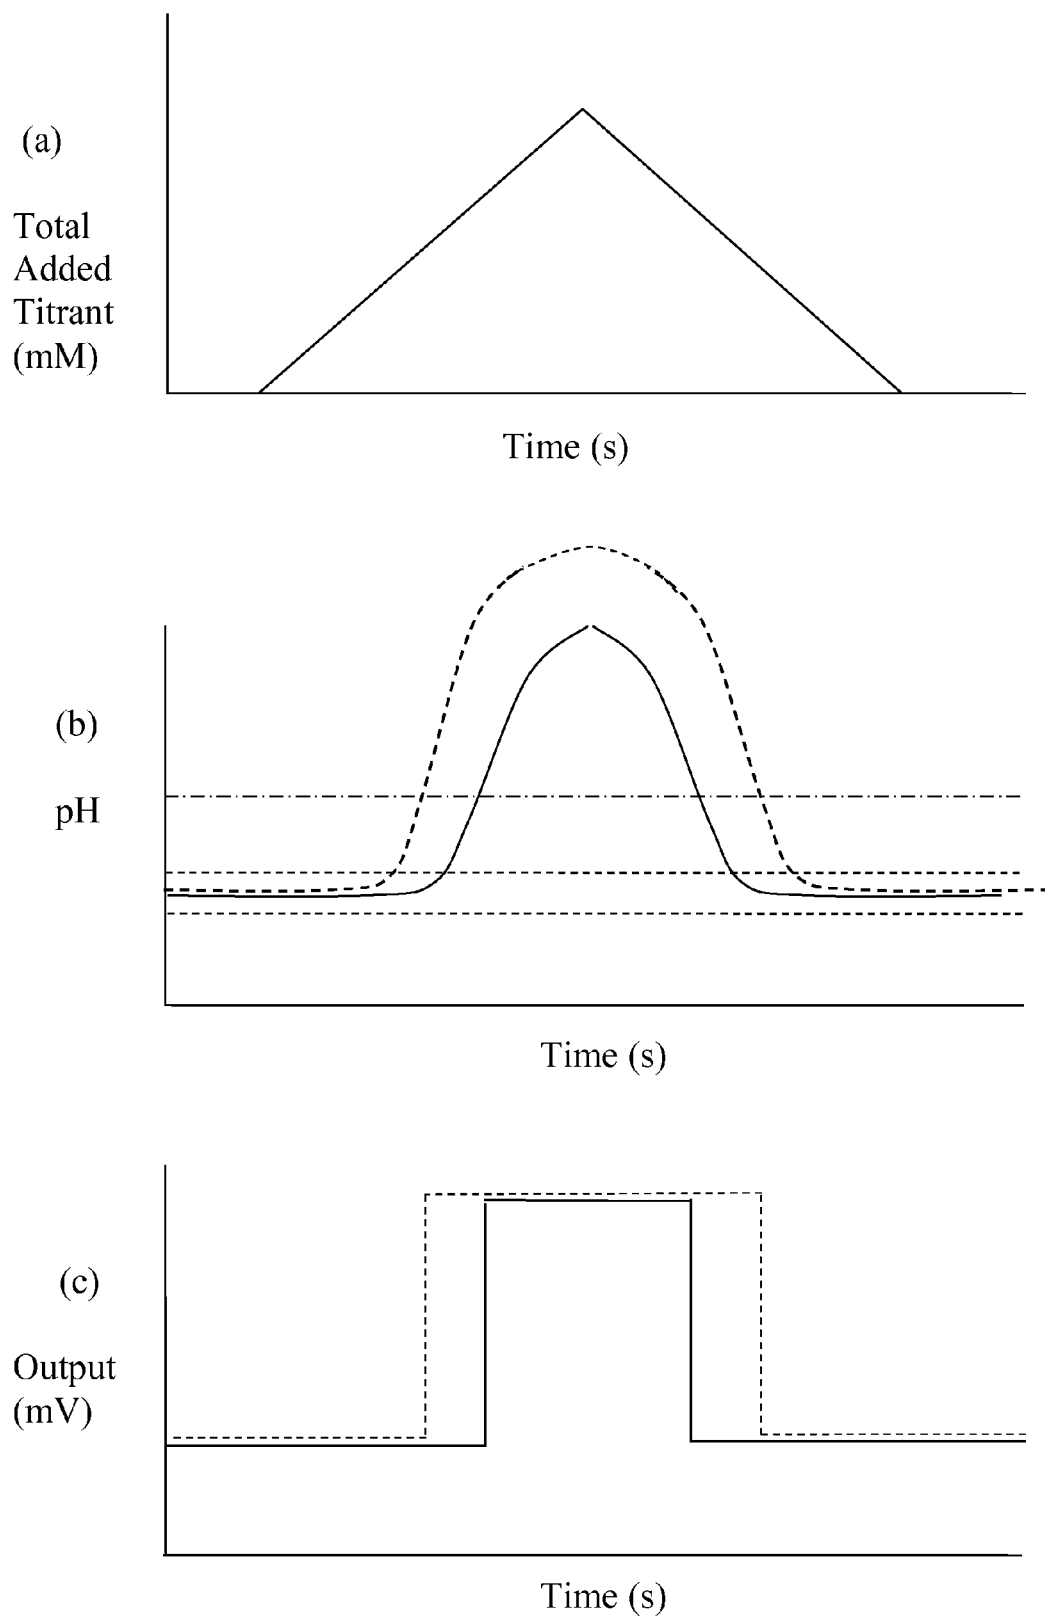 (a)
Total
Added
Titrant
(mM)
Time (s)
(b)
pH
Time (s)
(c)
Output
(mV)
Time (s)